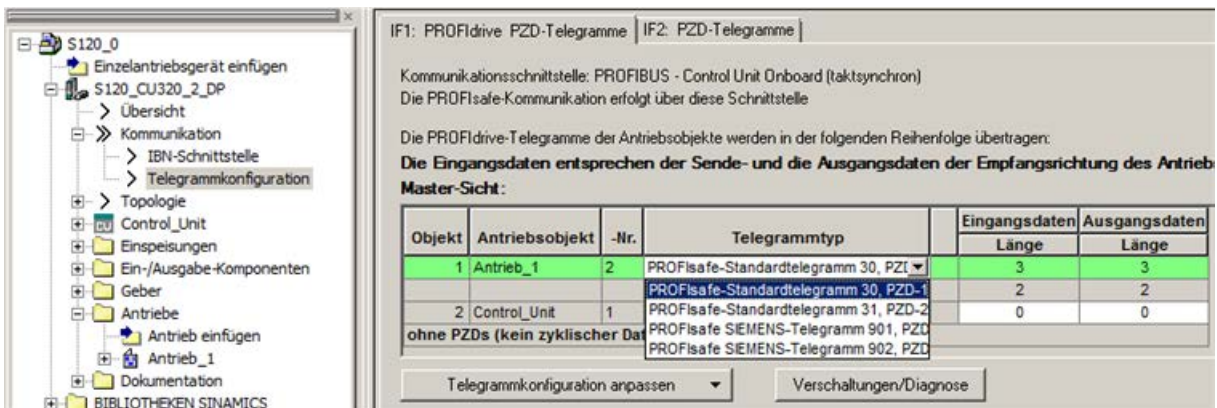 S120_0
Einzelantriebsgerät einfügen
S120_CU320_2_DP
Übersicht
Kommunikation
IBN-Schnittstelle
Telegrammkonfiguration
Topologie
Control_Unit
Einspeisungen
Ein-/Ausgabe-Komponenten
Geber
Antriebe
Antrieb einfügen
Antrieb_1
Dokumentation
BIBLIOTHEKEN SINAMICS
IF1: PROFIdrive PZD-Telegramme IF2: PZD-Telegramme
Kommunikationsschnittstelle: PROFIBUS - Control Unit Onboard (taktsynchron)
Die PROFIsafe-Kommunikation erfolgt über diese Schnittstelle
Die PROFIdrive-Telegramme der Antriebsobjekte werden in der folgenden Reihenfolge übertragen:
Die Eingangsdaten entsprechen der Sende- und die Ausgangsdaten der Empfangsrichtung des Antrieb
Master-Sicht:
Objekt Antriebsobjekt -Nr. Telegrammtyp Eingangsdaten Ausgangsdaten
Länge Länge
1 Antrieb_1 2 PROFIsafe-Standardtelegramm 30, PZ 3 3
PROFIsafe-Standardtelegramm 30, PZD-1 2 2
PROFIsafe-Standardtelegramm 31, PZD-2
2 Control_Unit 1 PROFIsafe SIEMENS-Telegramm 901, PZD 0 0
ohne PZDs (kein zyklischer Dat PROFIsafe SIEMENS-Telegramm 902, PZD
Telegrammkonfiguration anpassen Verschaltungen/Diagnose